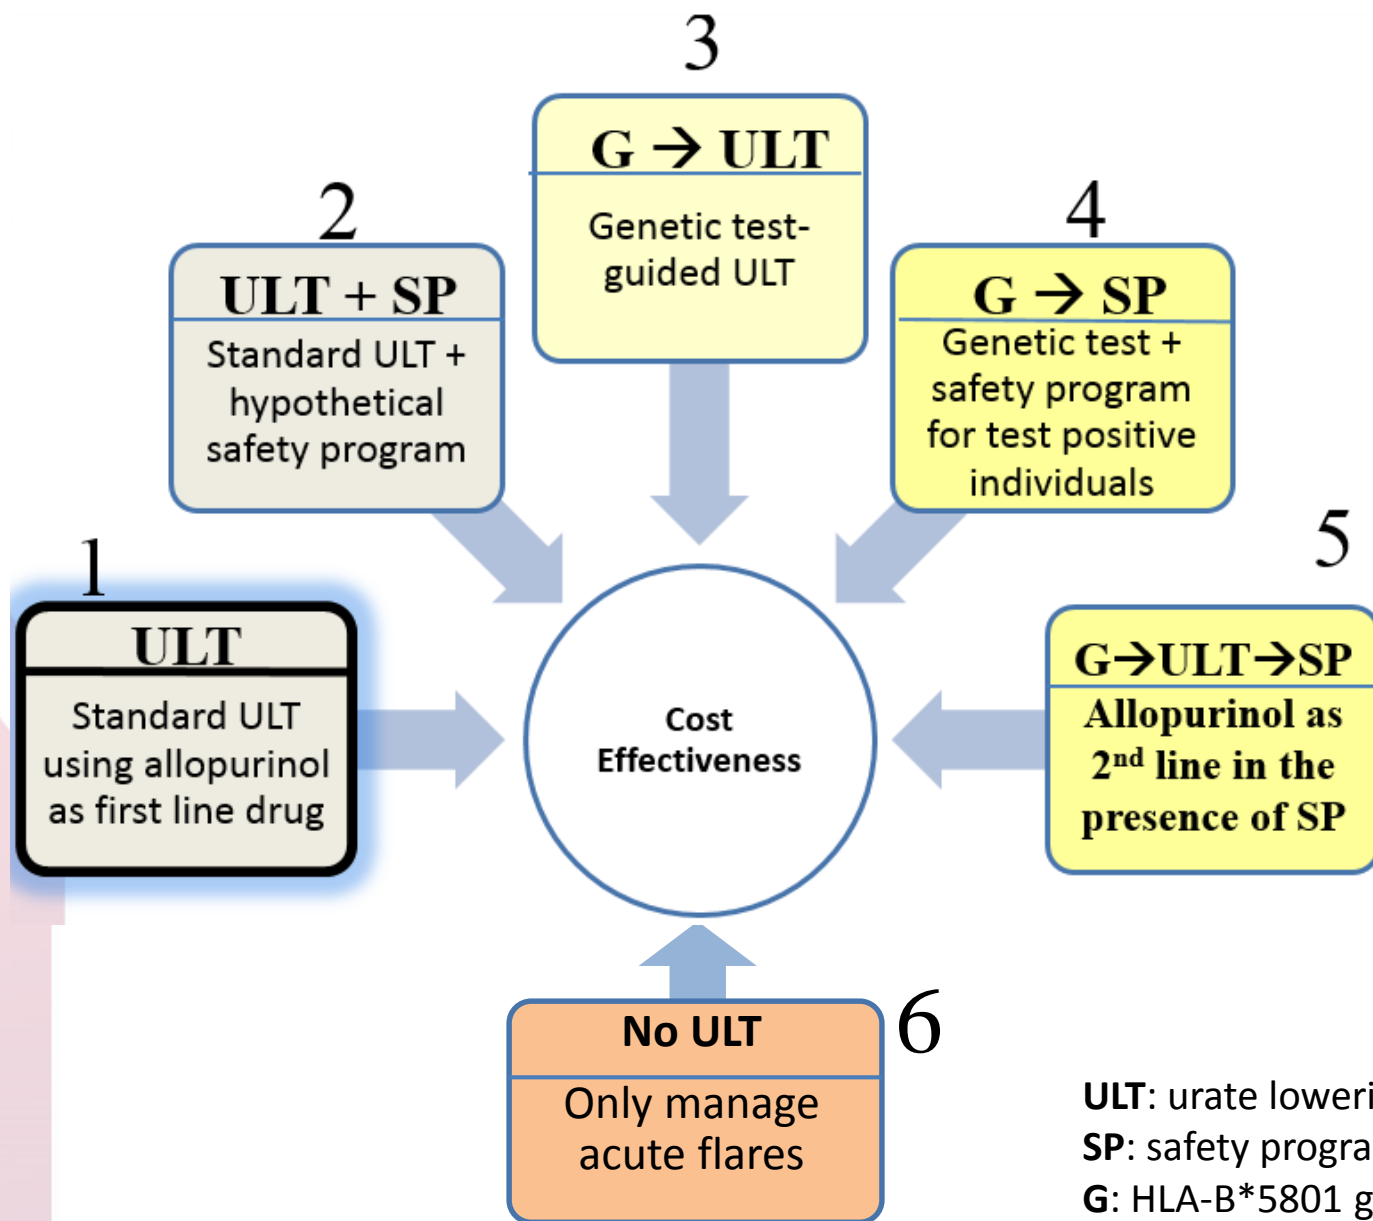 3
G → ULT
Genetic test-
guided ULT
2
ULT + SP
Standard ULT +
hypothetical
safety program
4
G → SP
Genetic test +
safety program
for test positive
individuals
1
ULT
Standard ULT
using allopurinol
as first line drug
5
G→ULT→SP
Allopurinol as
2nd line in the
presence of SP
Cost
Effectiveness
6
No ULT
Only manage
acute flares
ULT: urate loweri
SP: safety progra
G: HLA-B*5801 g